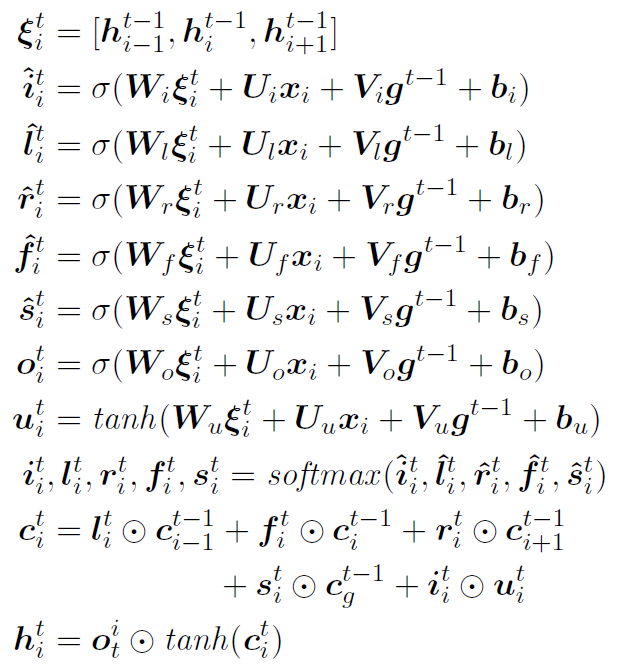 ξ_i^t = [h_{i-1}^{t-1}, h_i^{t-1}, h_{i+1}^{t-1}]
î_i^t = σ(W_i ξ_i^t + U_i x_i + V_i g^{t-1} + b_i)
l̂_i^t = σ(W_l ξ_i^t + U_l x_i + V_l g^{t-1} + b_l)
r̂_i^t = σ(W_r ξ_i^t + U_r x_i + V_r g^{t-1} + b_r)
f̂_i^t = σ(W_f ξ_i^t + U_f x_i + V_f g^{t-1} + b_f)
ŝ_i^t = σ(W_s ξ_i^t + U_s x_i + V_s g^{t-1} + b_s)
o_i^t = σ(W_o ξ_i^t + U_o x_i + V_o g^{t-1} + b_o)
u_i^t = tanh(W_u ξ_i^t + U_u x_i + V_u g^{t-1} + b_u)
i_i^t, l_i^t, r_i^t, f_i^t, s_i^t = softmax(î_i^t, l̂_i^t, r̂_i^t, f̂_i^t, ŝ_i^t)
c_i^t = l_i^t ⊙ c_{i-1}^{t-1} + f_i^t ⊙ c_i^{t-1} + r_i^t ⊙ c_{i+1}^{t-1}
+ s_i^t ⊙ c_g^{t-1} + i_i^t ⊙ u_i^t
h_i^t = o_t^i ⊙ tanh(c_i^t)